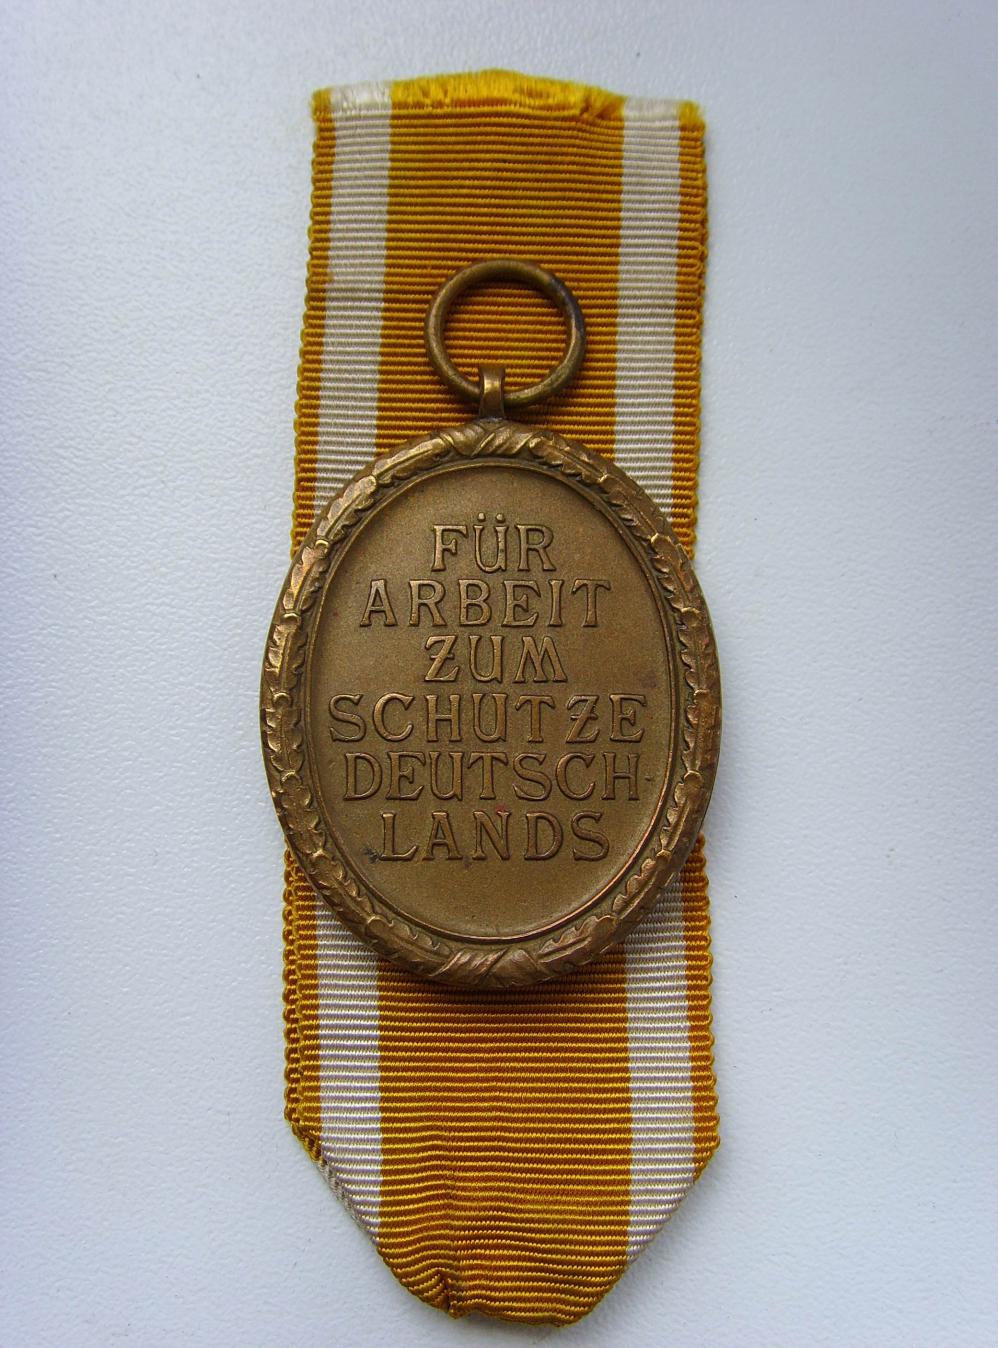 FÜR
ARBEIT
ZUM
SCHUTZE
DEUTSCH
LANDS